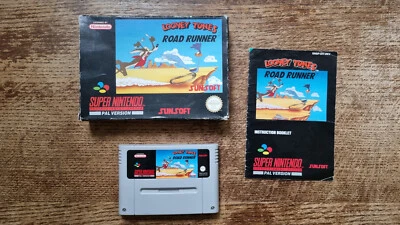 Nintendo
LOONEY TUNES
ROAD RUNNER
SUPER NINTENDO
PAL VERSION
SUNSOFT
LOONEY TUNES
ROAD RUNNER
INSTRUCTION BOOKLET
SUPER NINTENDO
PAL VERSION
SUNSOFT
LOONEY TUNES
ROAD RUNNER